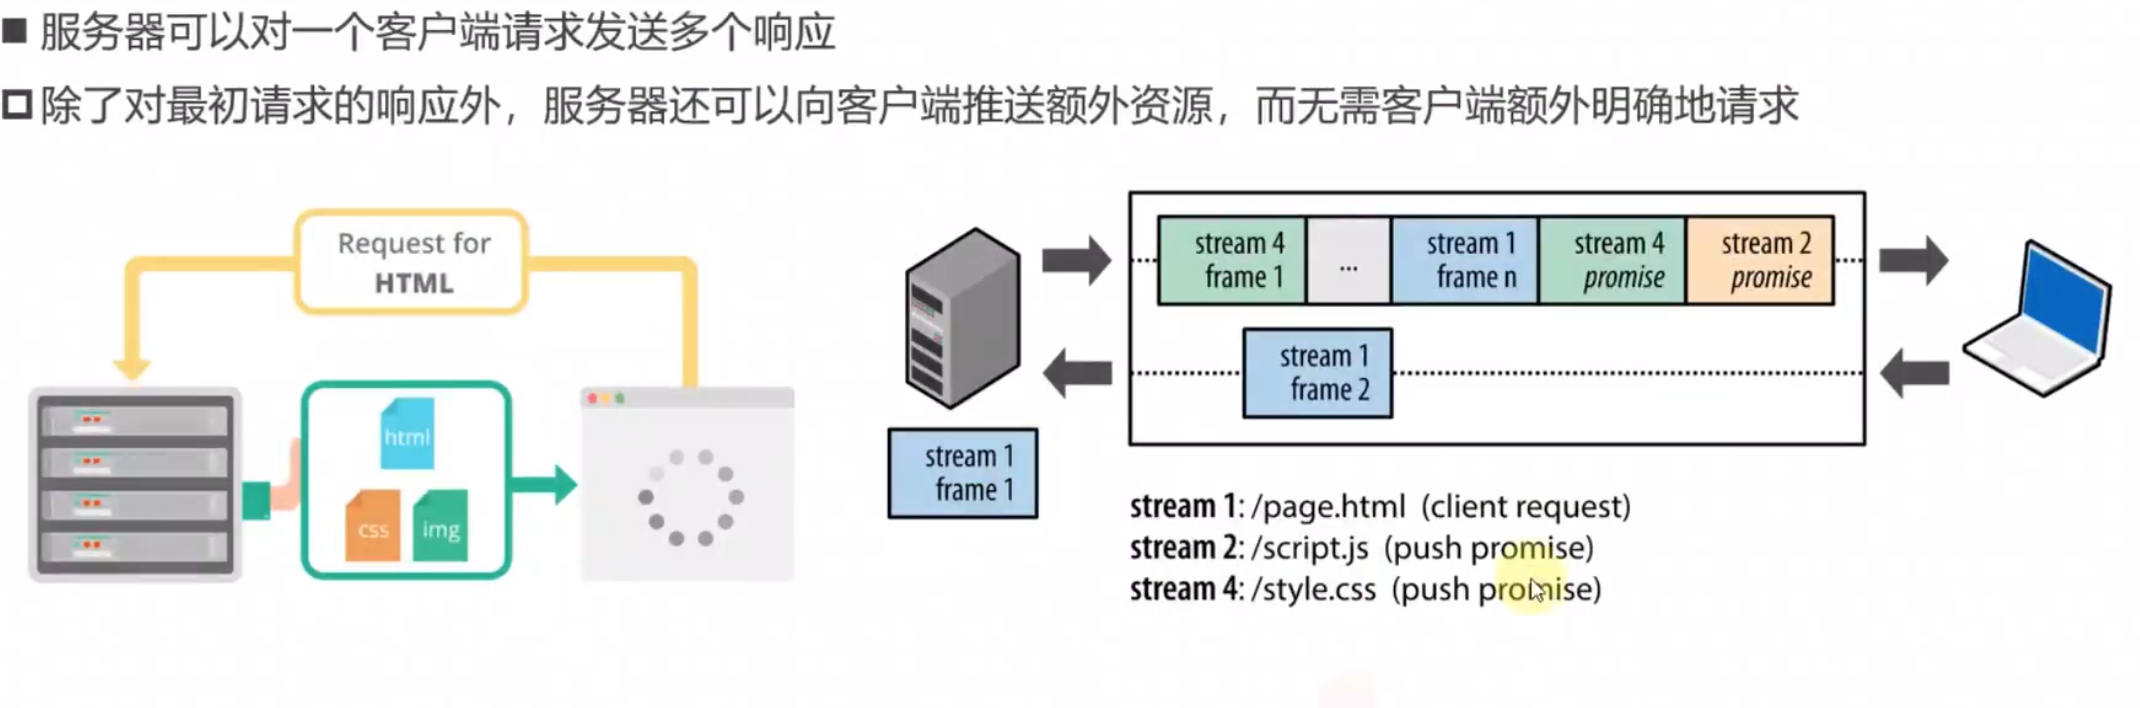 服务器可以对一个客户端请求发送多个响应
除了对最初请求的响应外，服务器还可以向客户端推送额外资源，而无需客户端额外明确地请求
Request for
HTML
html
css
img
stream 4
frame 1
...
stream 1
frame n
stream 4
promise
stream 2
promise
stream 1
frame 2
stream 1
frame 1
stream 1: /page.html (client request)
stream 2: /script.js (push promise)
stream 4: /style.css (push promise)